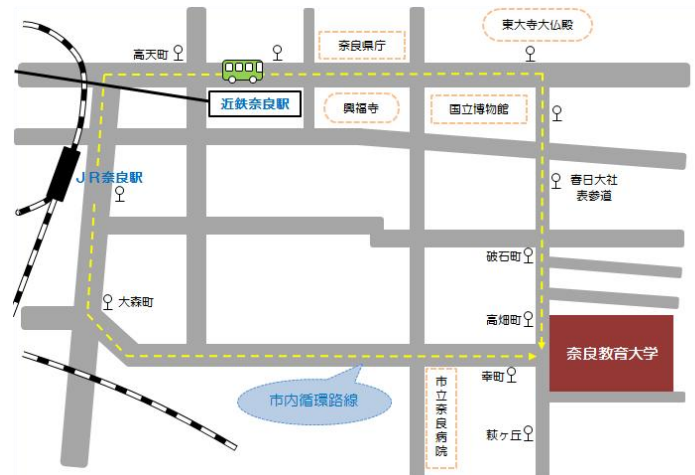 東大寺大仏殿
奈良県庁
高天町
近鉄奈良駅
興福寺
国立博物館
JR奈良駅
春日大社
表参道
破石町
大森町
高畑町
奈良教育大学
幸町
市内循環路線
市立奈良病院
萩ヶ丘